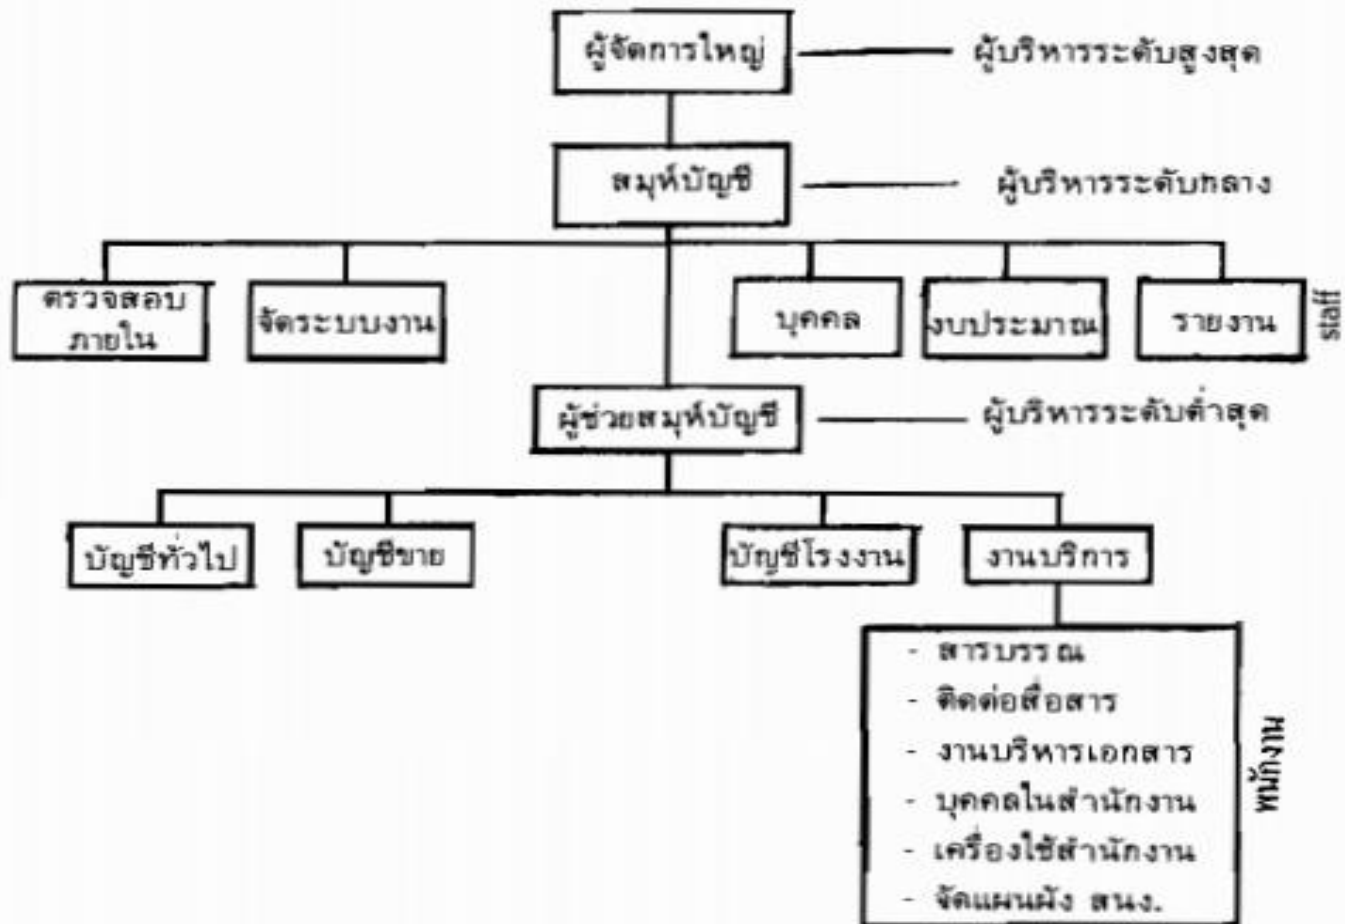 ผู้จัดการใหญ่ ผู้บริหารระดับสูงสุด
สมุห์บัญชี ผู้บริหารระดับกลาง
ตรวจสอบ
ภายใน
จัดระบบงาน
บุคคล
งบประมาณ
รายงาน
staff
ผู้ช่วยสมุห์บัญชี ผู้บริหารระดับต่ำสุด
บัญชีทั่วไป
บัญชีขาย
บัญชีโรงงาน
งานบริการ
- สารบรรณ
- ติดต่อสื่อสาร
- งานบริหารเอกสาร
- บุคคลในสำนักงาน
- เครื่องใช้สำนักงาน
- จัดแผนผัง สนง.
พนักงาน